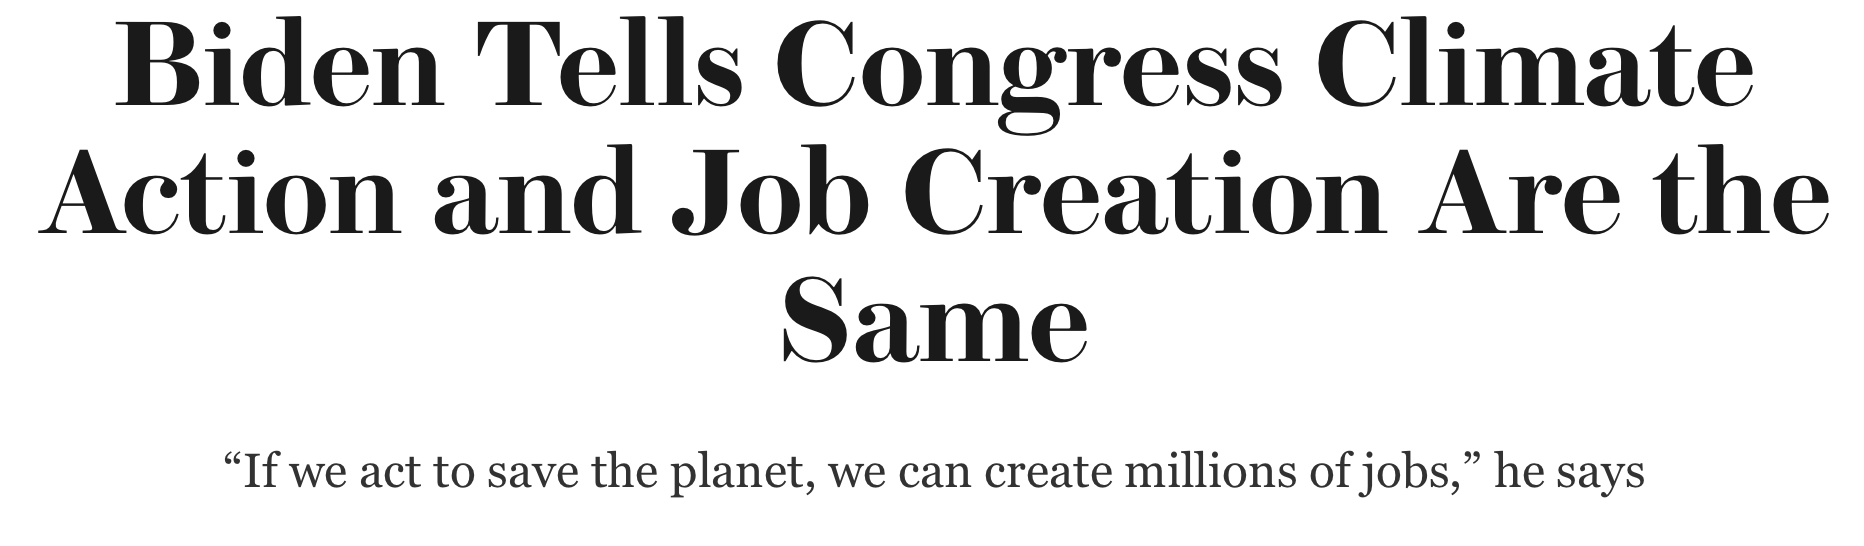 Biden Tells Congress Climate
Action and Job Creation Are the
Same
“If we act to save the planet, we can create millions of jobs,” he says